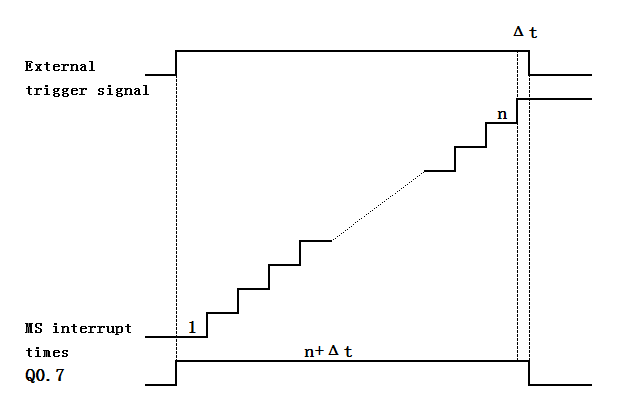 Δt
External
trigger signal
n
1
MS interrupt
times
n+Δt
Q0.7